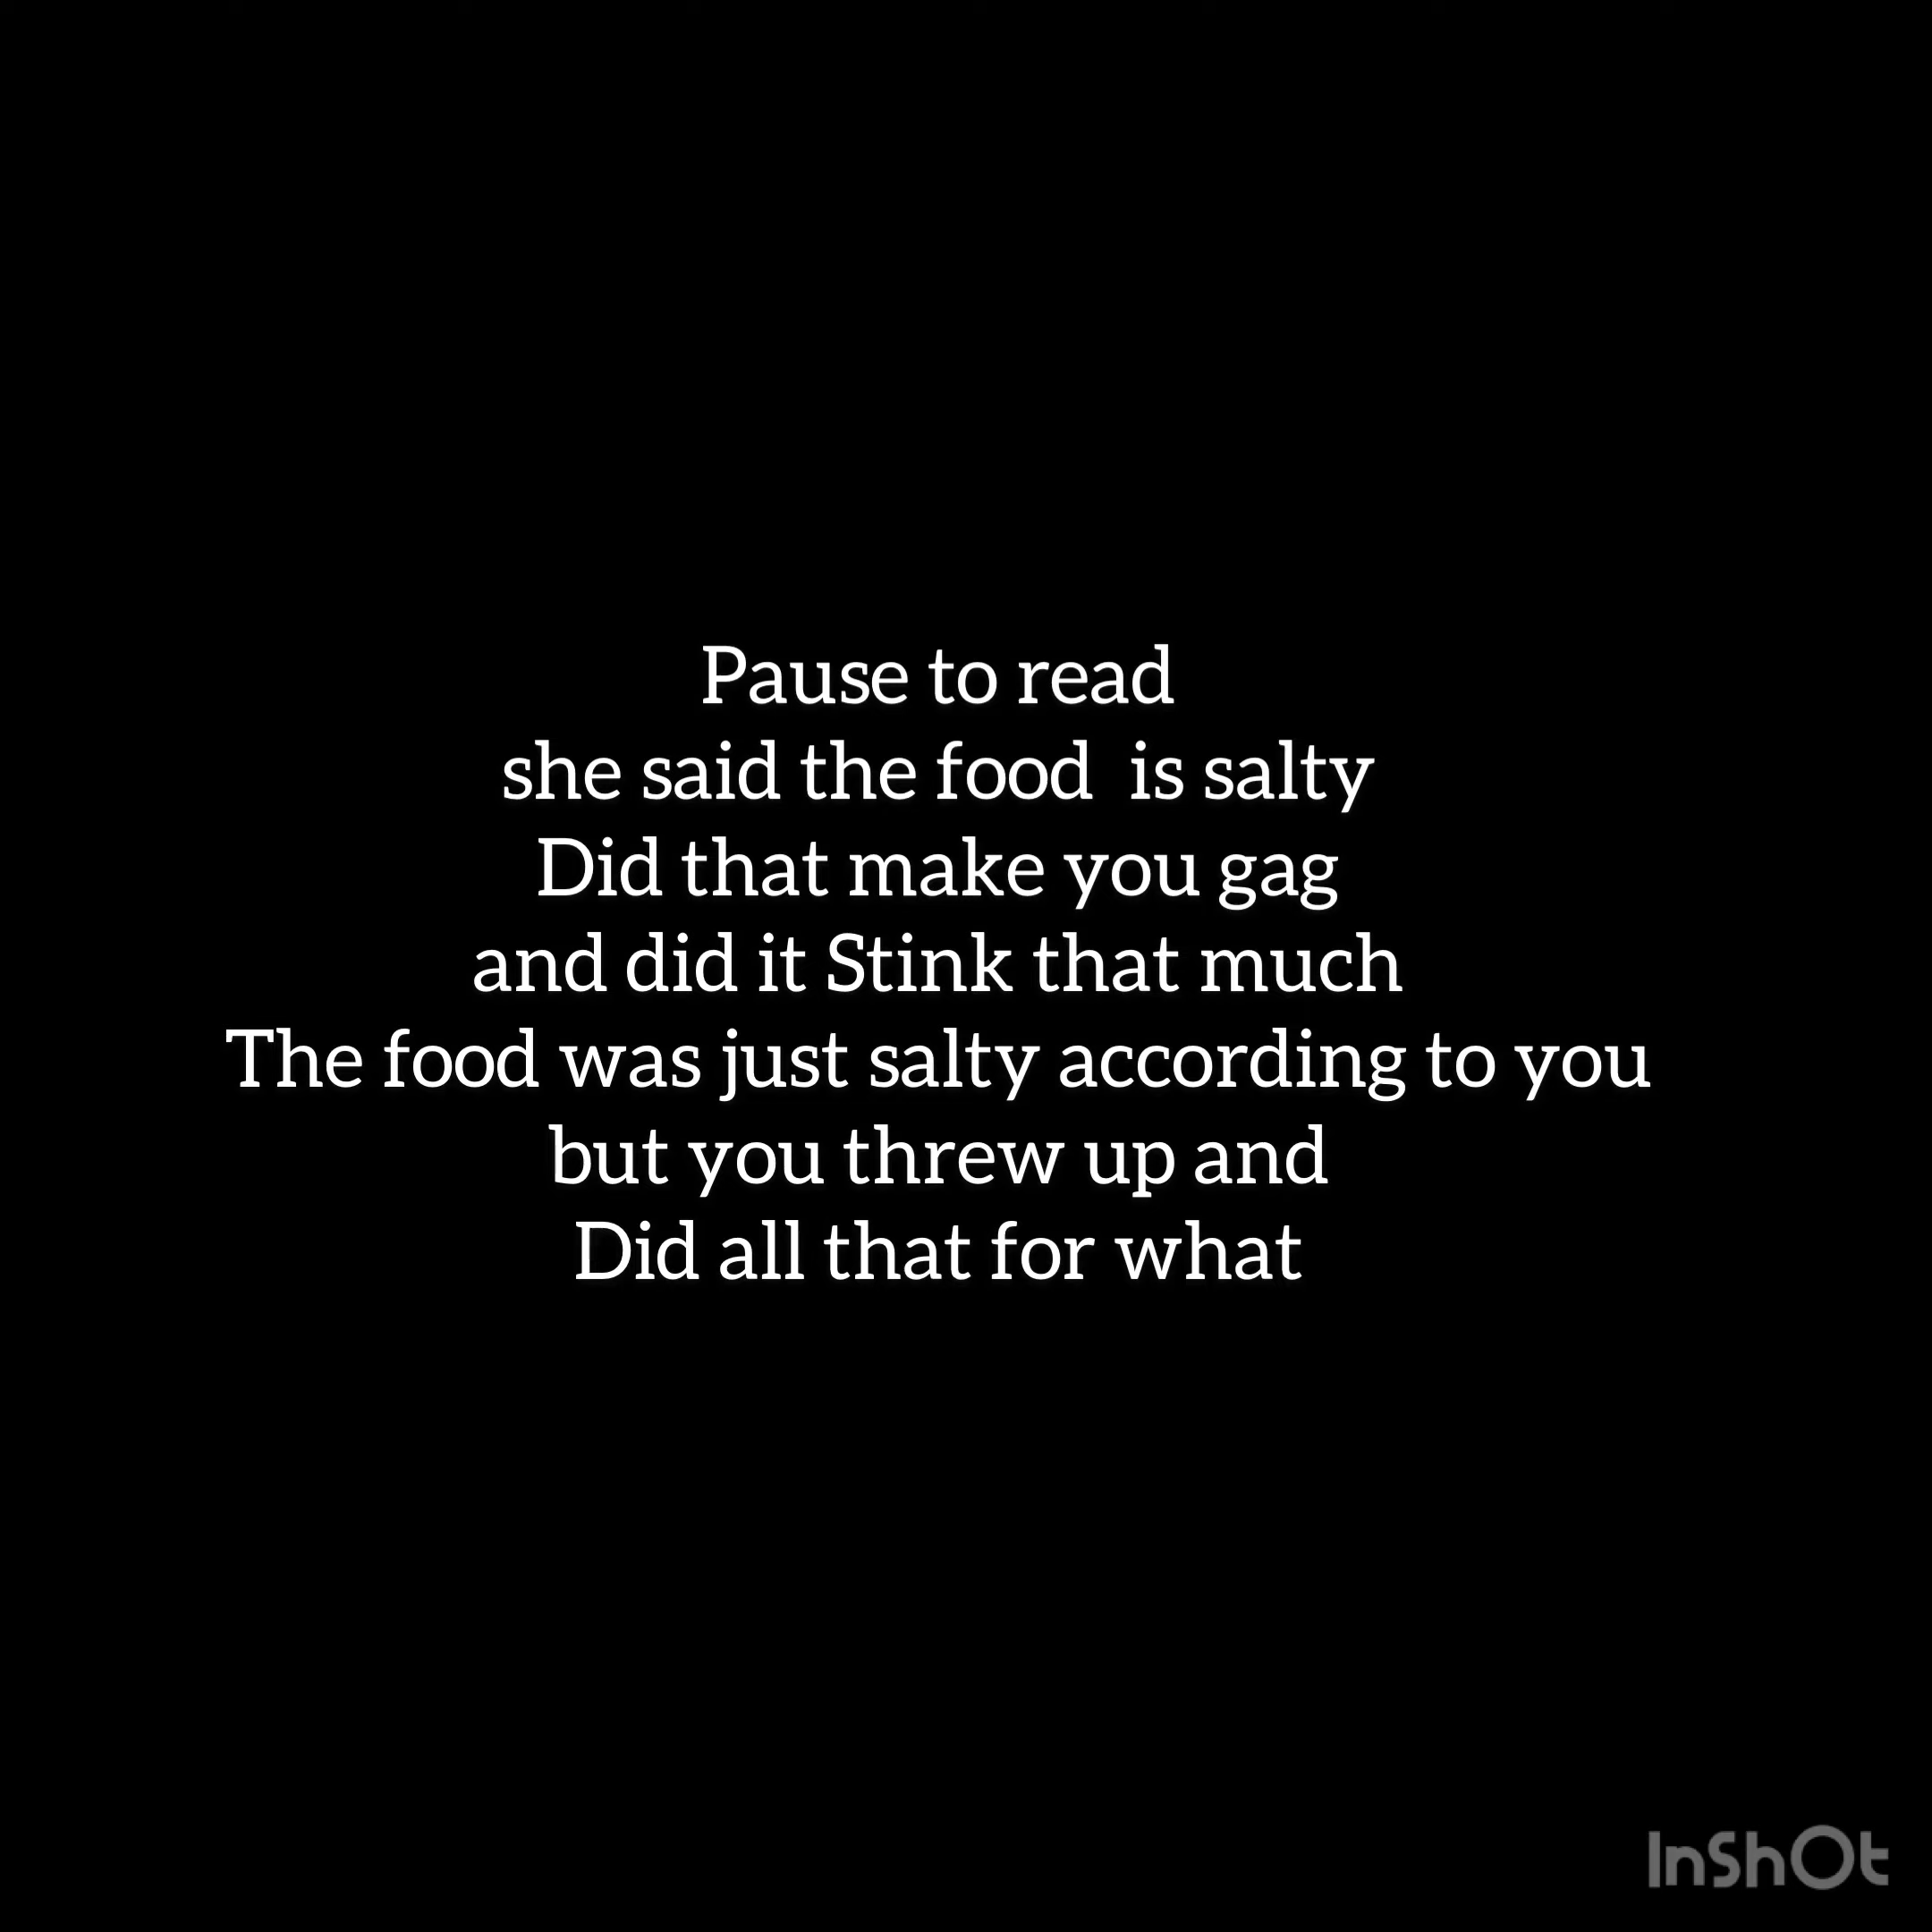 Pause to read
she said the food  is salty
Did that make you gag
and did it Stink that much
The food was just salty according to you
but you threw up and
Did all that for what
InShOt